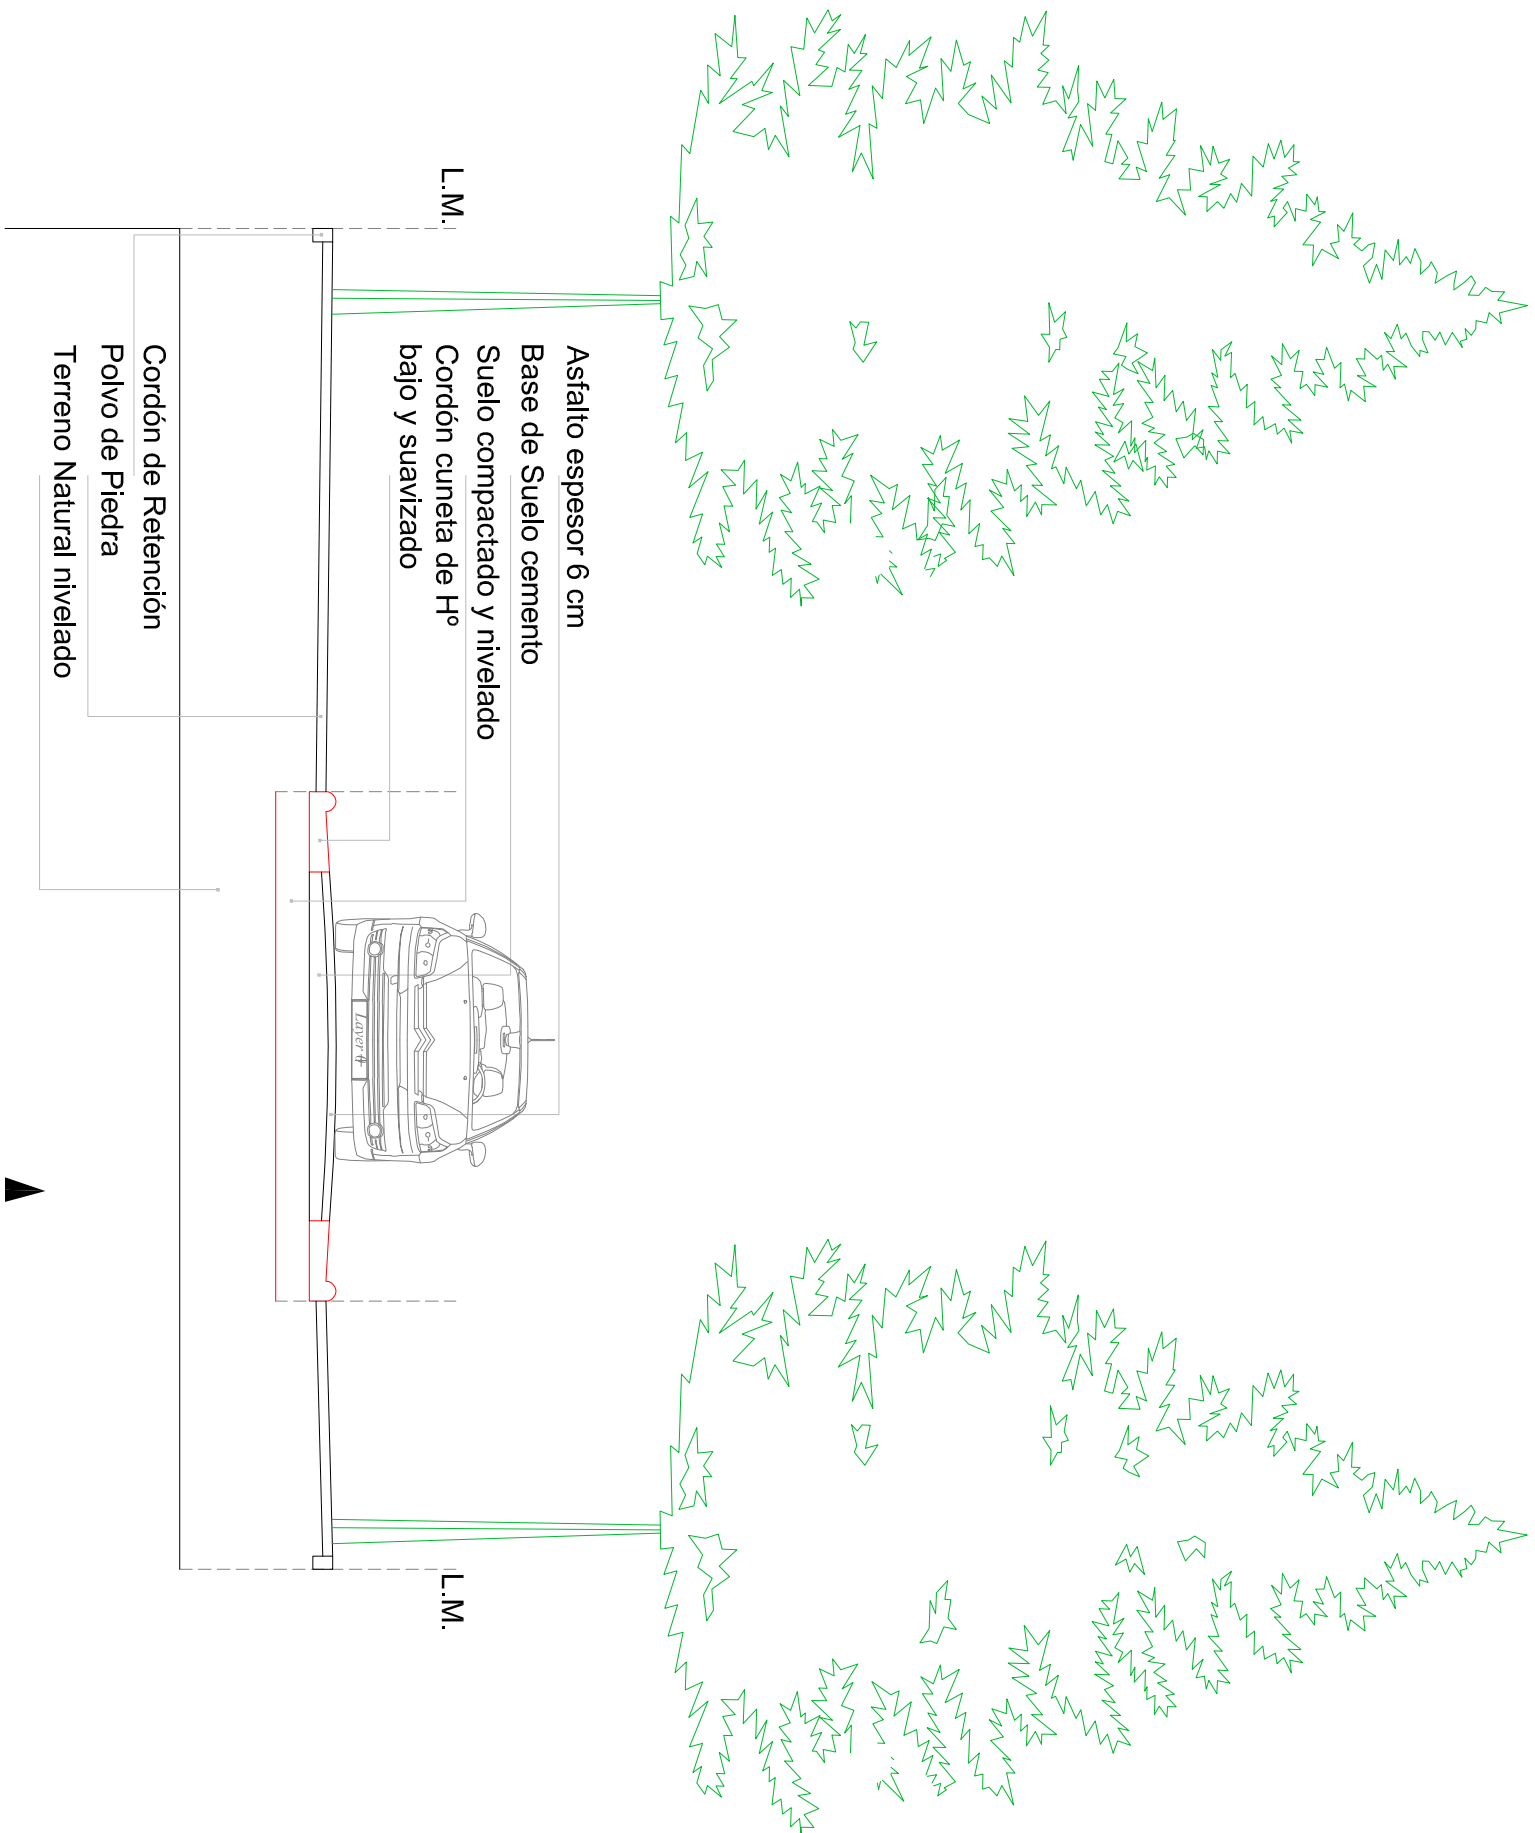 L.M.
L.M.
Asfalto espesor 6 cm
Base de Suelo cemento
Suelo compactado y nivelado
Cordón cuneta de Hº
bajo y suavizado
Layer
Cordón de Retención
Polvo de Piedra
Terreno Natural nivelado